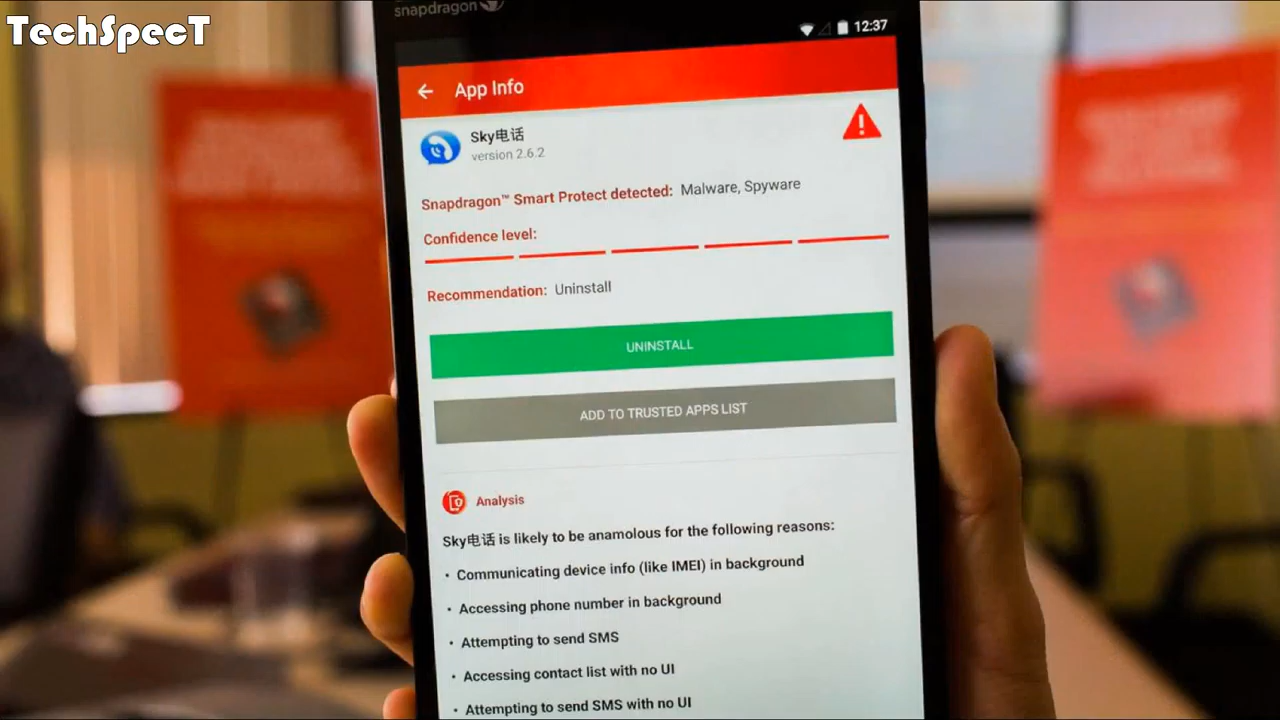 TechSpecT
snapdragon
12:37
App Info
Sky电话
version 2.6.2
Snapdragon™ Smart Protect detected: Malware, Spyware
Confidence level:
Recommendation: Uninstall
UNINSTALL
ADD TO TRUSTED APPS LIST
Analysis
Sky电话 is likely to be anamolous for the following reasons:
• Communicating device info (like IMEI) in background
• Accessing phone number in background
• Attempting to send SMS
• Accessing contact list with no UI
• Attempting to send SMS with no UI